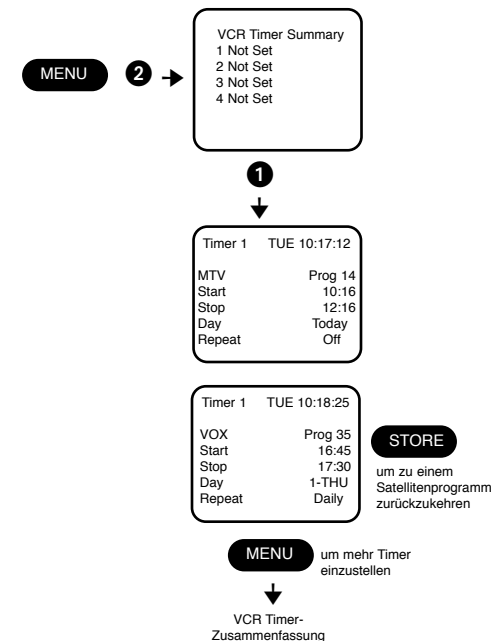 VCR Timer Summary
1 Not Set
2 Not Set
3 Not Set
4 Not Set
MENU
2
1
Timer 1 TUE 10:17:12
MTV Prog 14
Start 10:16
Stop 12:16
Day Today
Repeat Off
Timer 1 TUE 10:18:25
VOX Prog 35
Start 16:45
Stop 17:30
Day 1-THU
Repeat Daily
STORE
um zu einem
Satellitenprogramm
zurückzukehren
MENU
um mehr Timer
einzustellen
VCR Timer-
Zusammenfassung